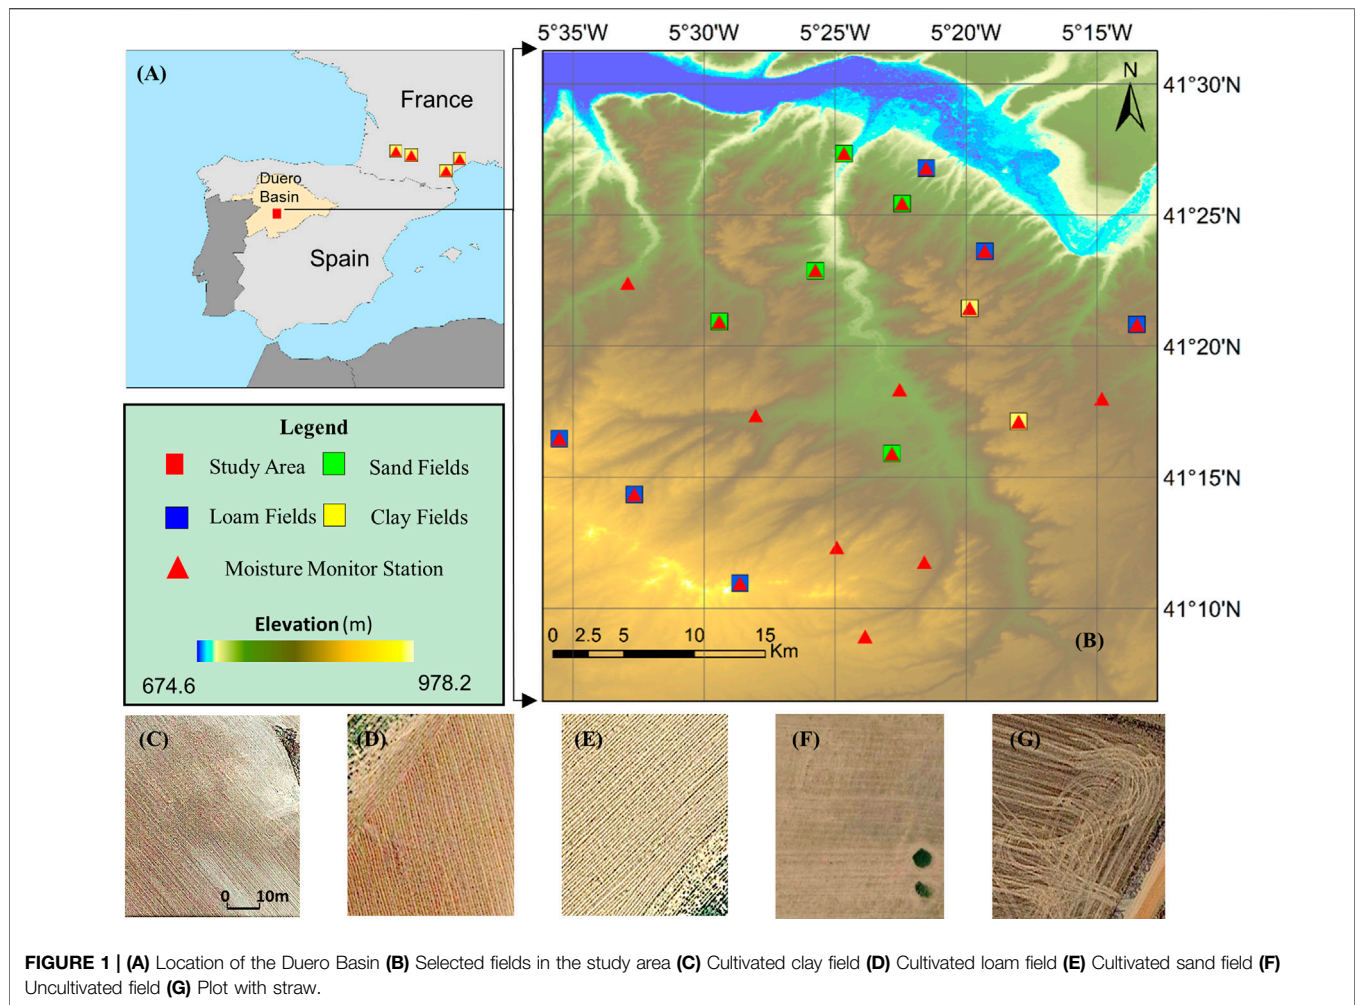 (A)
France
Duero
Basin
Spain
5°35'W 5°30'W 5°25'W 5°20'W 5°15'W
N
41°30'N
41°25'N
41°20'N
41°15'N
41°10'N
0 2.5 5 10 15
Km
(B)
Legend
Study Area Sand Fields
Loam Fields Clay Fields
Moisture Monitor Station
Elevation (m)
674.6 978.2
(C)
0 10m
(D)
(E)
(F)
(G)
FIGURE 1 | (A) Location of the Duero Basin (B) Selected fields in the study area (C) Cultivated clay field (D) Cultivated loam field (E) Cultivated sand field (F)
Uncultivated field (G) Plot with straw.